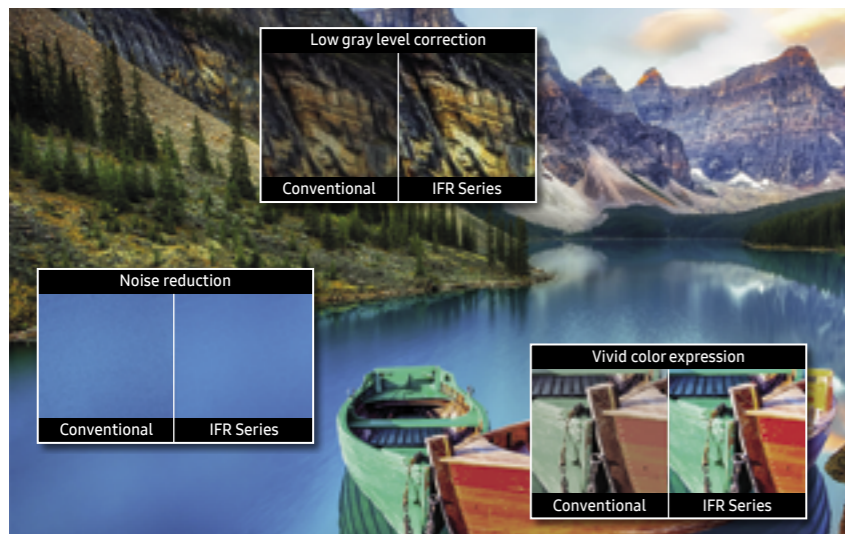 Low gray level correction
Conventional
IFR Series
Noise reduction
Conventional
IFR Series
Vivid color expression
Conventional
IFR Series